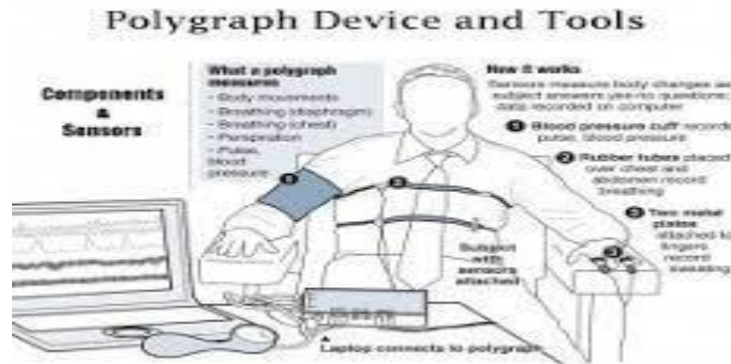 Polygraph Device and Tools
Components
&
Sensors
What a polygraph
measures
- Body movements
- Breathing (diaphragm)
- Breathing (chest)
- Perspiration
- Pulse,
blood
pressure
How it works
Sensors measure body changes as
subject answers yes-no questions;
data recorded on computer
1 Blood pressure cuff records
pulse, blood pressure
2 Rubber tubes placed
over chest and
abdomen record
breathing
3 Two metal
plates
attached to
fingers
record
sweating
1
2
3
Subject
with
sensors
attached
Laptop connects to polygraph